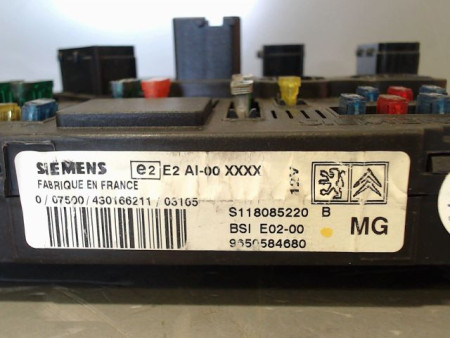 SIEMENS e2 E2 AI-00 XXXX
FABRIQUE EN FRANCE
12V
0 / 07500 / 430166211 / 03105
S118085220 B
BSI E02-00
MG
9650584680